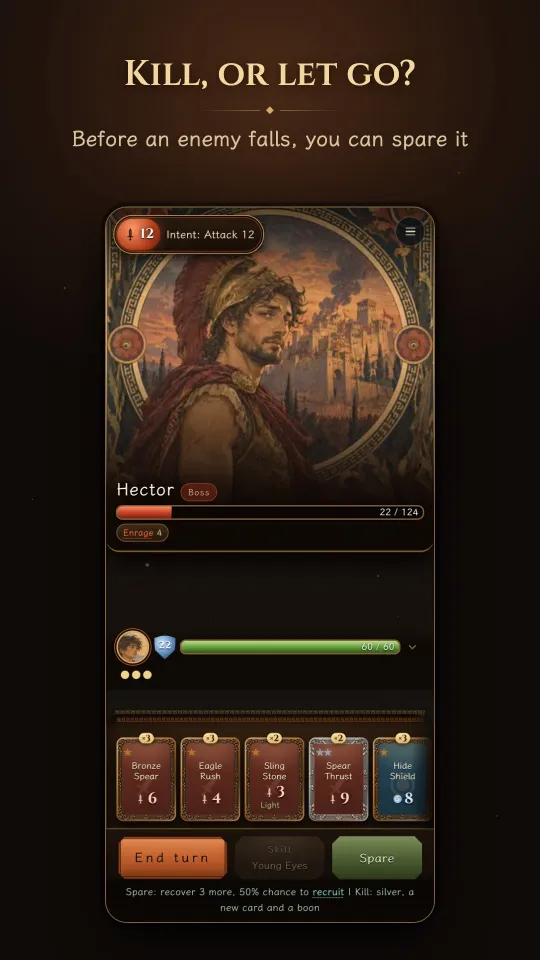 Kill, or let go?
Before an enemy falls, you can spare it
12 Intent: Attack 12
Hector Boss
22 / 124
Enrage 4
22 60 / 60
×3 ×3 ×2 ×2 ×3
Bronze Spear
6
Eagle Rush
4
Sling Stone
3
Light
Spear Thrust
9
Hide Shield
8
End turn
Skill
Young Eyes
Spare
Spare: recover 3 more, 50% chance to recruit | Kill: silver, a
new card and a boon